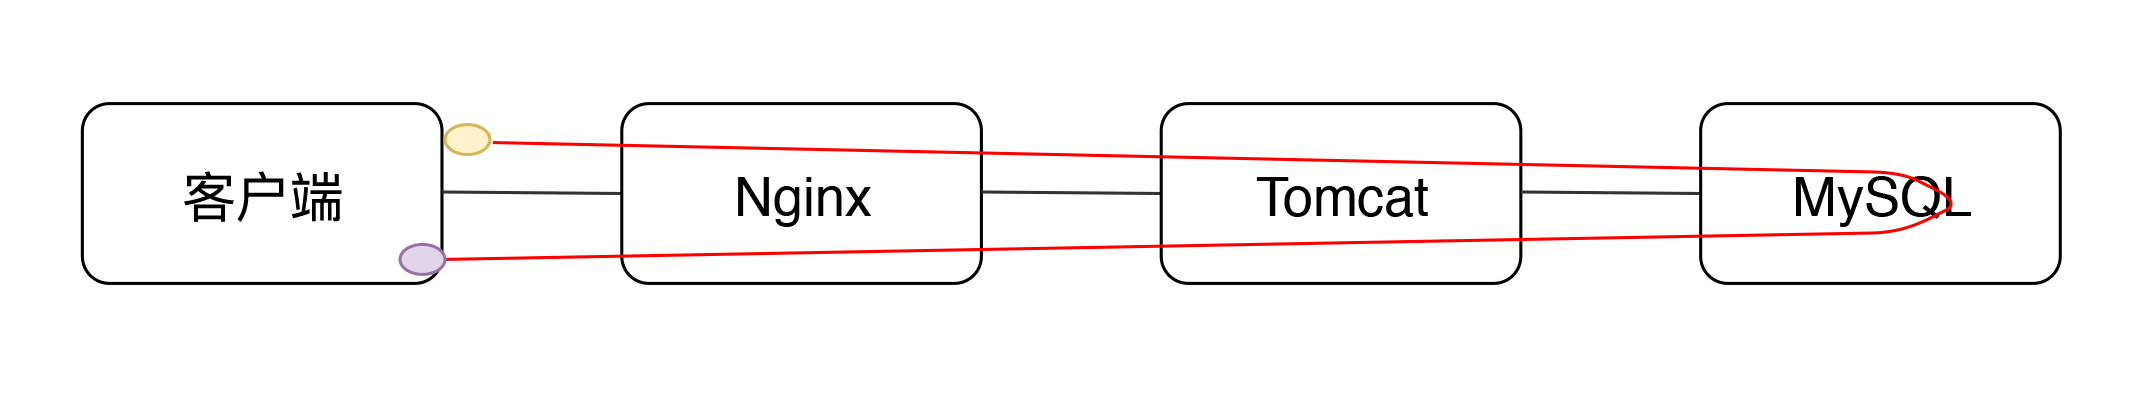 客户端
Nginx
Tomcat
MySQL